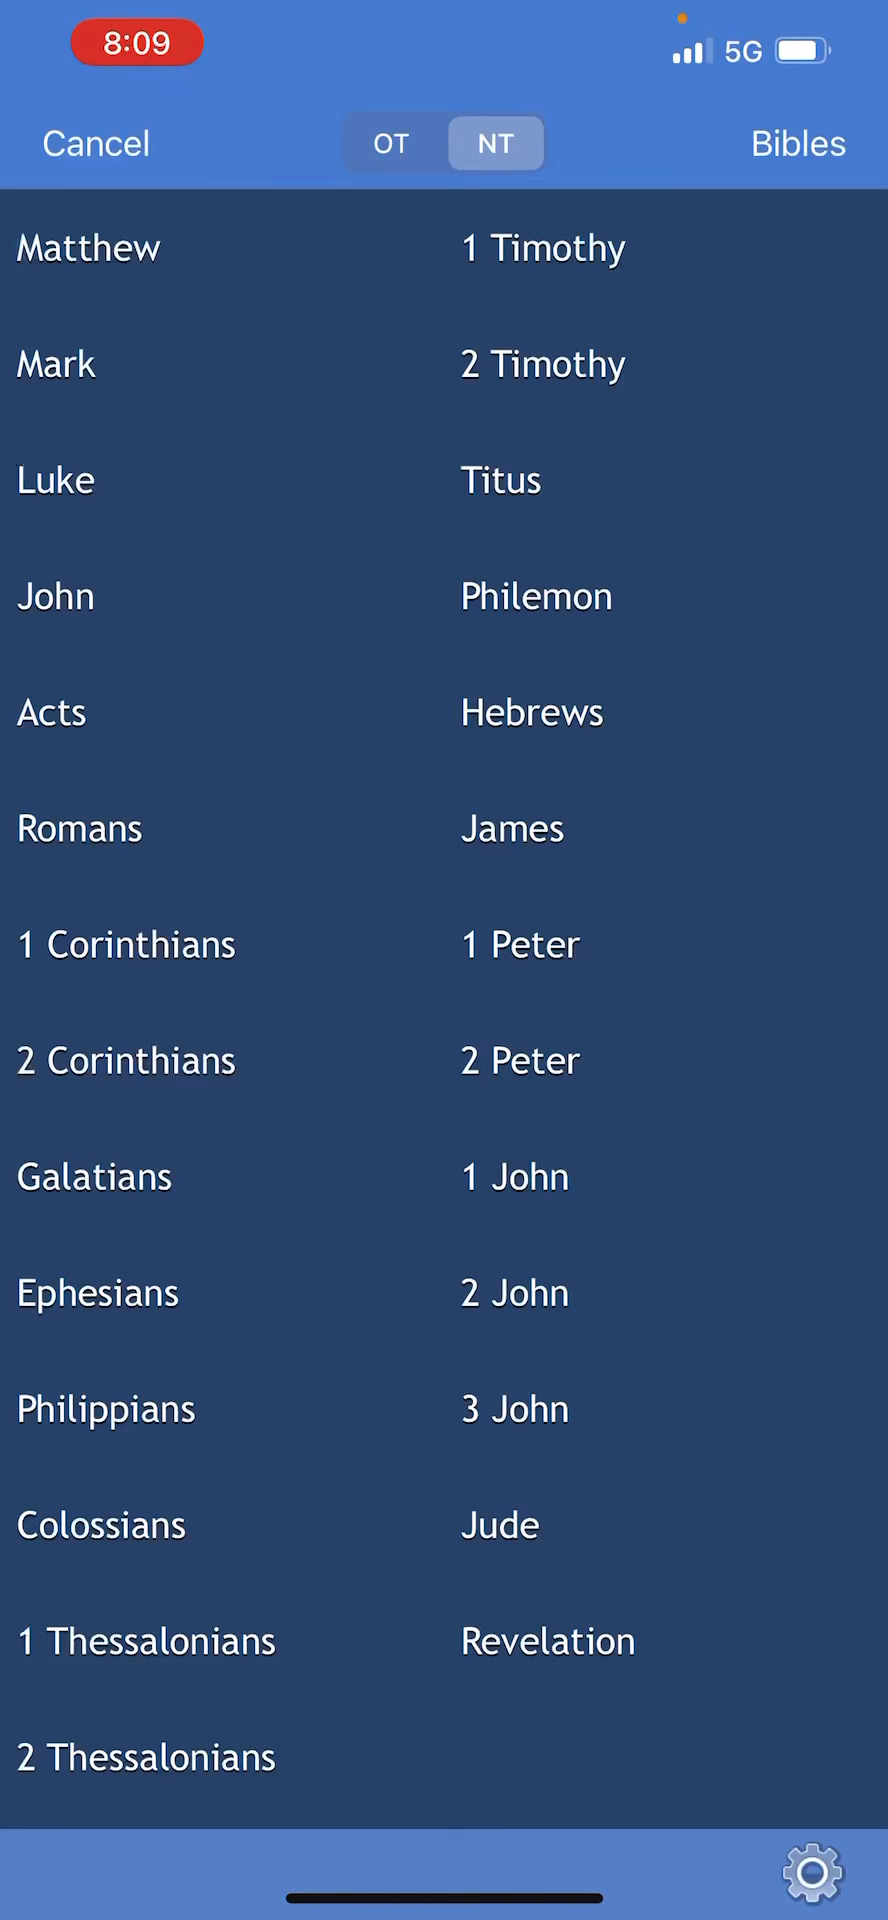 8:09
5G
Cancel
OT
NT
Bibles
Matthew
Mark
Luke
John
Acts
Romans
1 Corinthians
2 Corinthians
Galatians
Ephesians
Philippians
Colossians
1 Thessalonians
2 Thessalonians
1 Timothy
2 Timothy
Titus
Philemon
Hebrews
James
1 Peter
2 Peter
1 John
2 John
3 John
Jude
Revelation